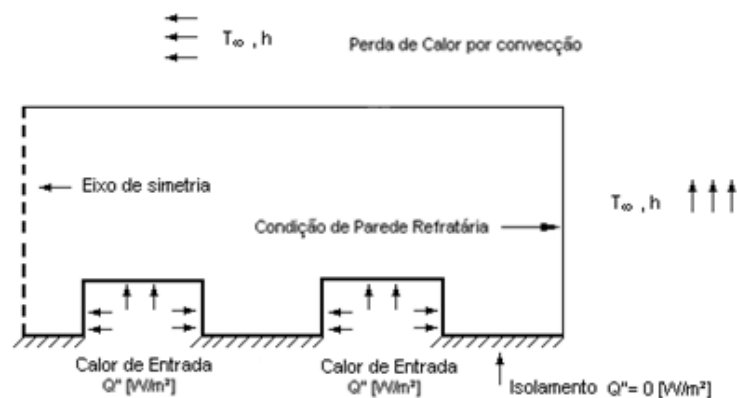 T∞ , h
Perda de Calor por convecção
Eixo de simetria
T∞ , h
Condição de Parede Refratária
Calor de Entrada
Q" [W/m²]
Calor de Entrada
Q" [W/m²]
Isolamento Q"= 0 [W/m²]